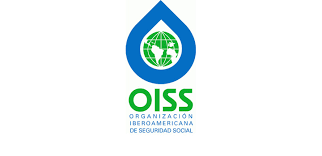 OISS
ORGANIZACIÓN
IBEROAMERICANA
DE SEGURIDAD SOCIAL